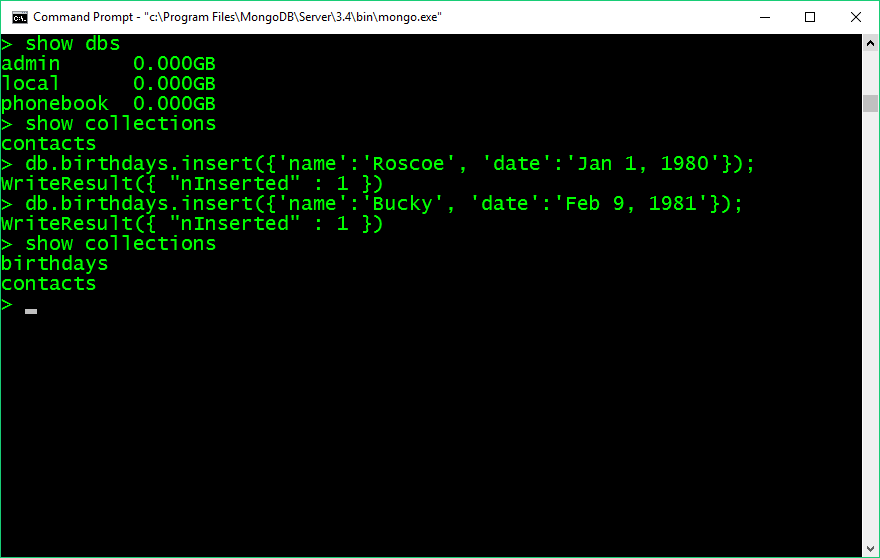 Command Prompt - "c:\Program Files\MongoDB\Server\3.4\bin\mongo.exe"
> show dbs
admin      0.000GB
local      0.000GB
phonebook  0.000GB
> show collections
contacts
> db.birthdays.insert({'name':'Roscoe', 'date':'Jan 1, 1980'});
WriteResult({ "nInserted" : 1 })
> db.birthdays.insert({'name':'Bucky', 'date':'Feb 9, 1981'});
WriteResult({ "nInserted" : 1 })
> show collections
birthdays
contacts
>